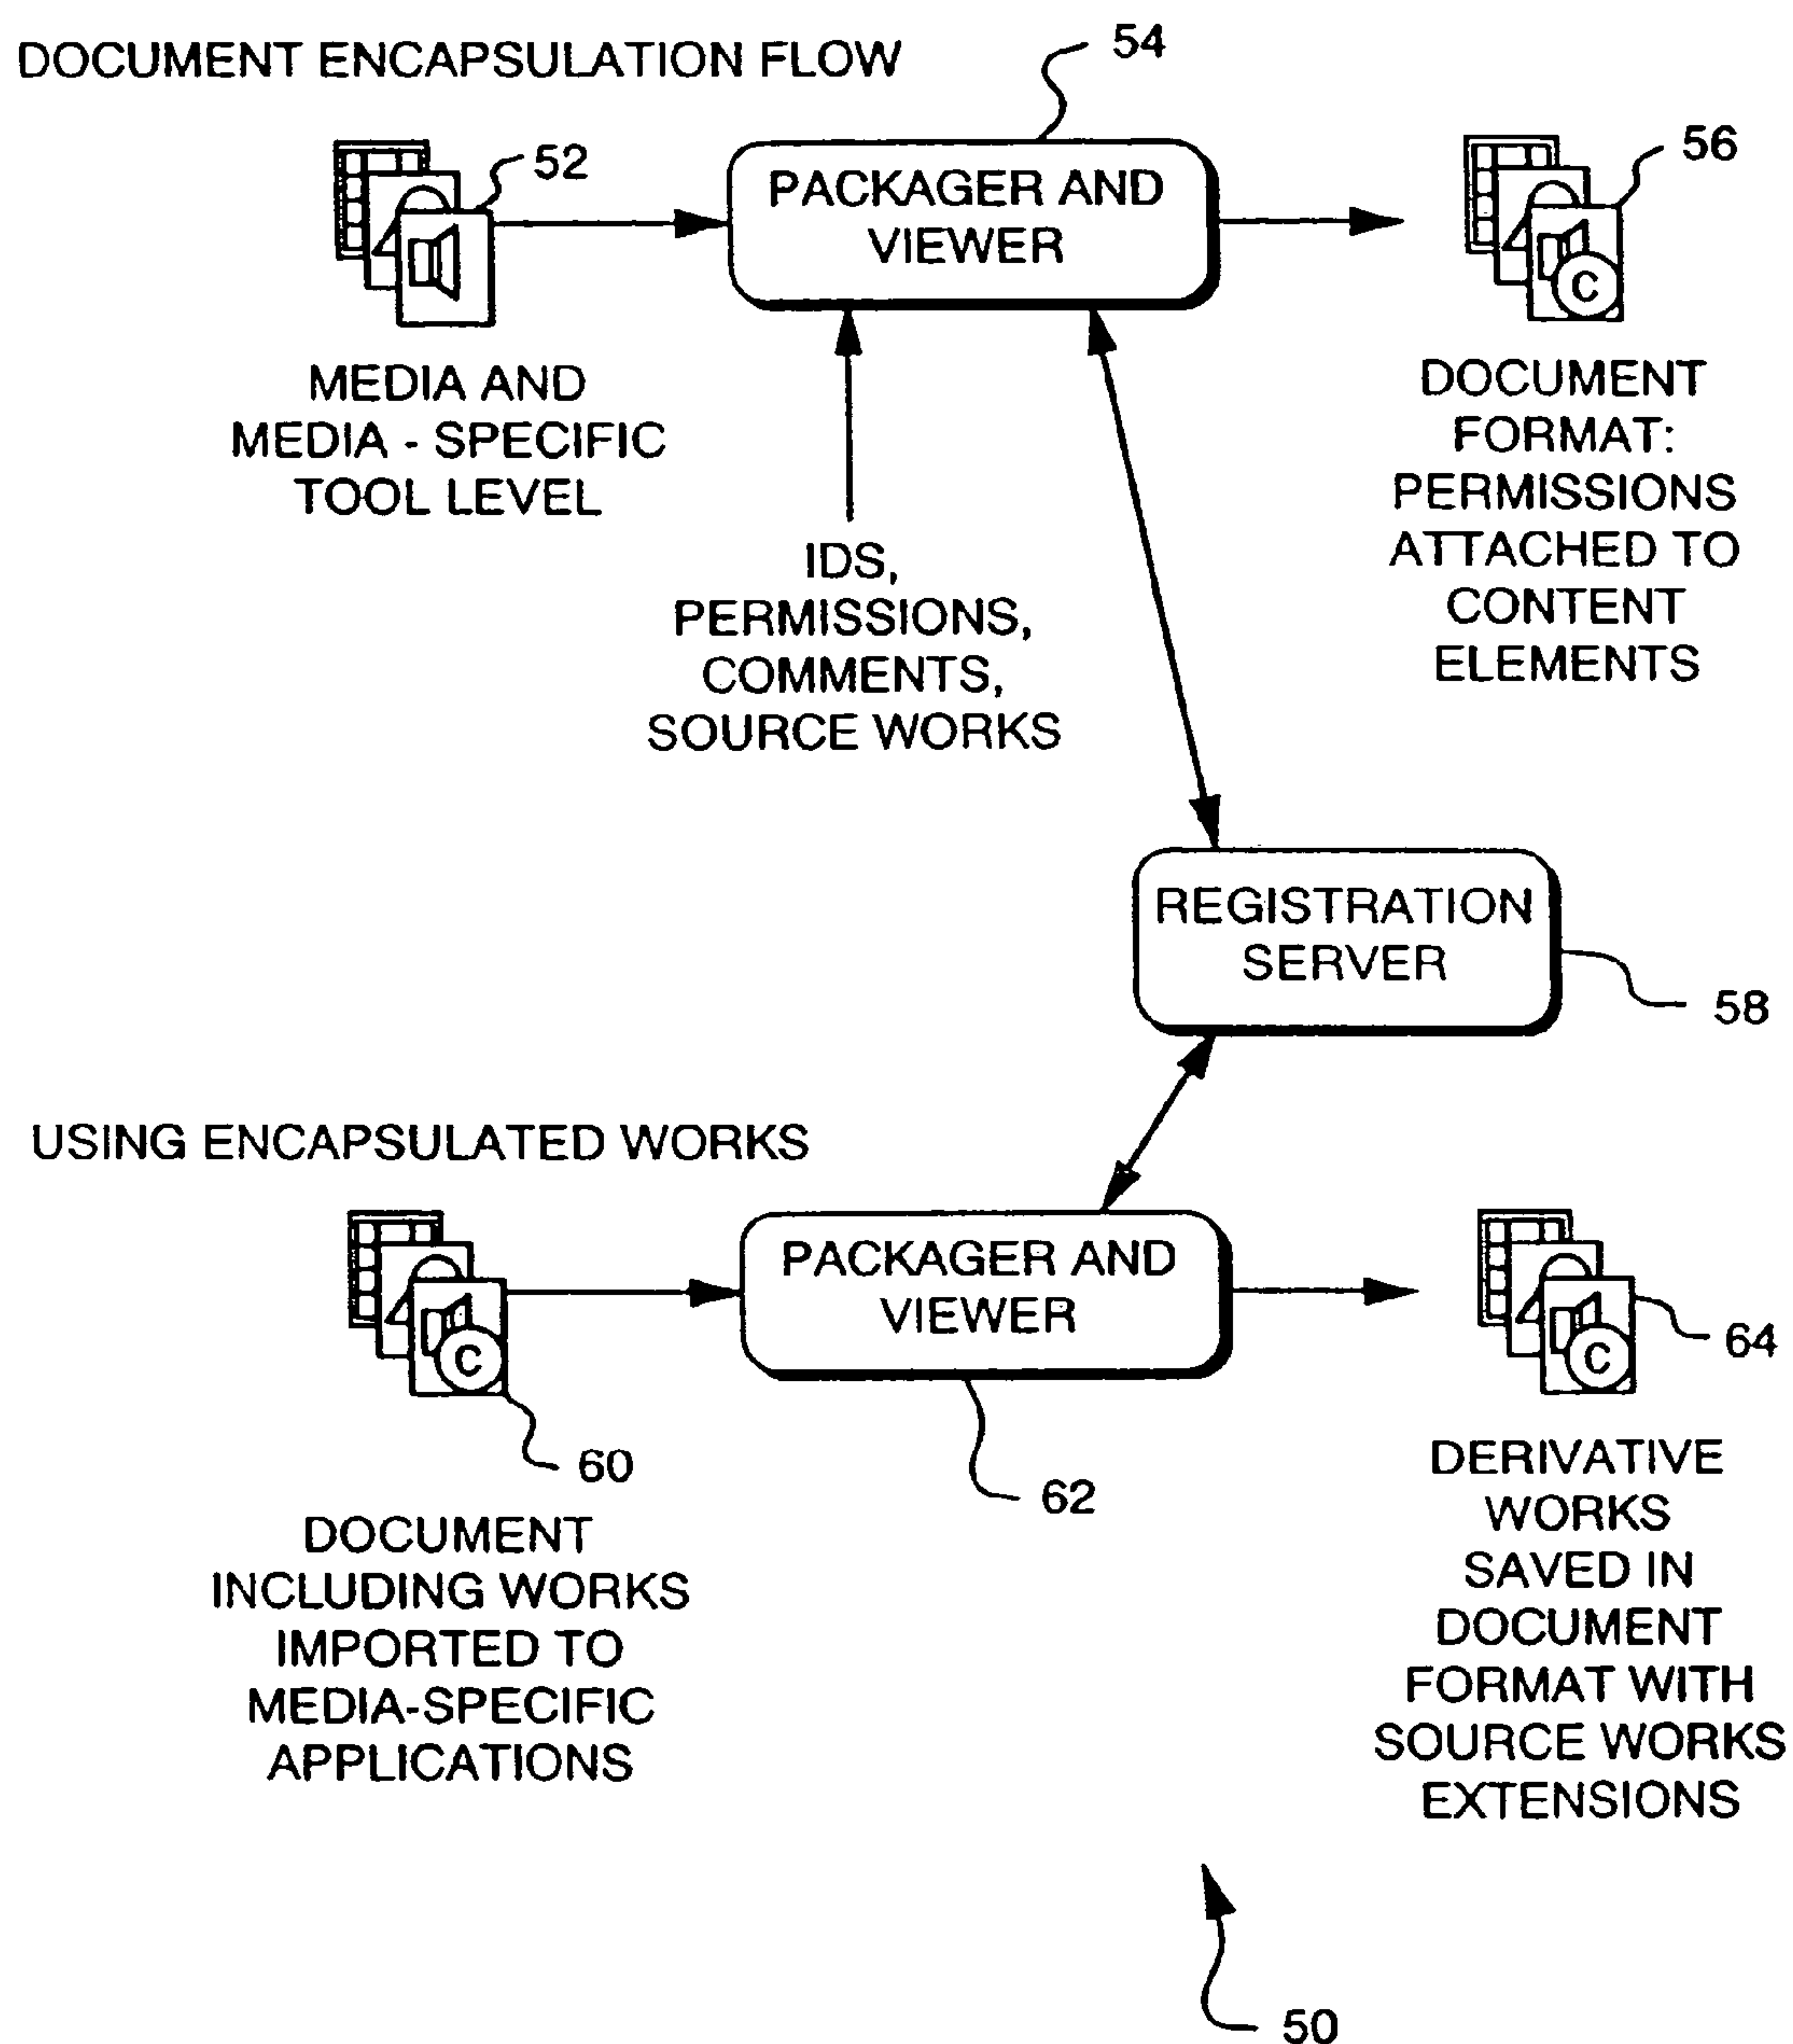 DOCUMENT ENCAPSULATION FLOW
54
52
PACKAGER AND
VIEWER
56
MEDIA AND
MEDIA - SPECIFIC
TOOL LEVEL
C
IDS,
PERMISSIONS,
COMMENTS,
SOURCE WORKS
DOCUMENT
FORMAT:
PERMISSIONS
ATTACHED TO
CONTENT
ELEMENTS
REGISTRATION
SERVER
58
USING ENCAPSULATED WORKS
C
60
DOCUMENT
INCLUDING WORKS
IMPORTED TO
MEDIA-SPECIFIC
APPLICATIONS
PACKAGER AND
VIEWER
62
C
64
DERIVATIVE
WORKS
SAVED IN
DOCUMENT
FORMAT WITH
SOURCE WORKS
EXTENSIONS
50